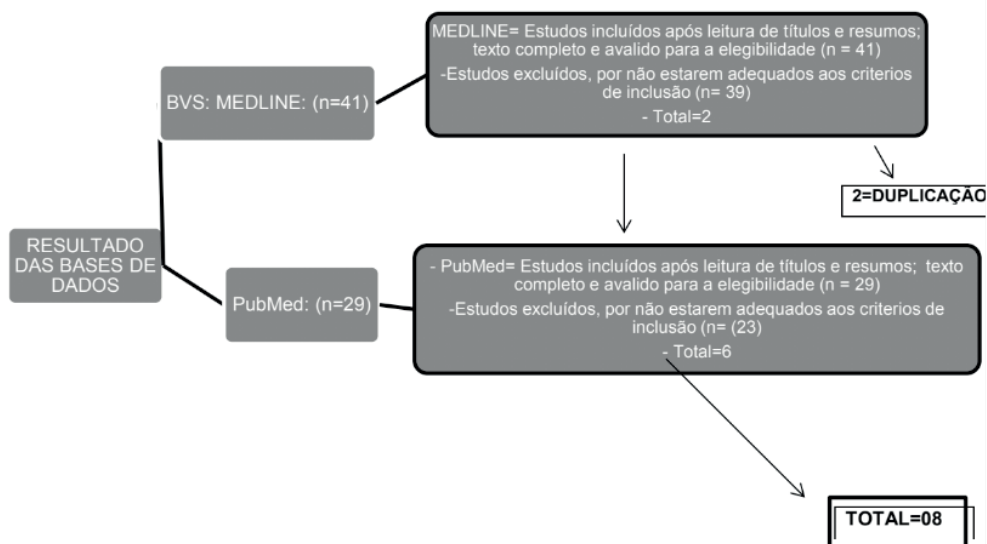 MEDLINE= Estudos incluídos após leitura de títulos e resumos;
texto completo e avalido para a elegibilidade (n = 41)
-Estudos excluídos, por não estarem adequados aos criterios
de inclusão (n= 39)
- Total=2
BVS: MEDLINE: (n=41)
2=DUPLICAÇÃO
RESULTADO
DAS BASES DE
DADOS
PubMed: (n=29)
- PubMed= Estudos incluídos após leitura de títulos e resumos; texto
completo e avalido para a elegibilidade (n = 29)
-Estudos excluídos, por não estarem adequados aos criterios de
inclusão (n= (23)
- Total=6
TOTAL=08